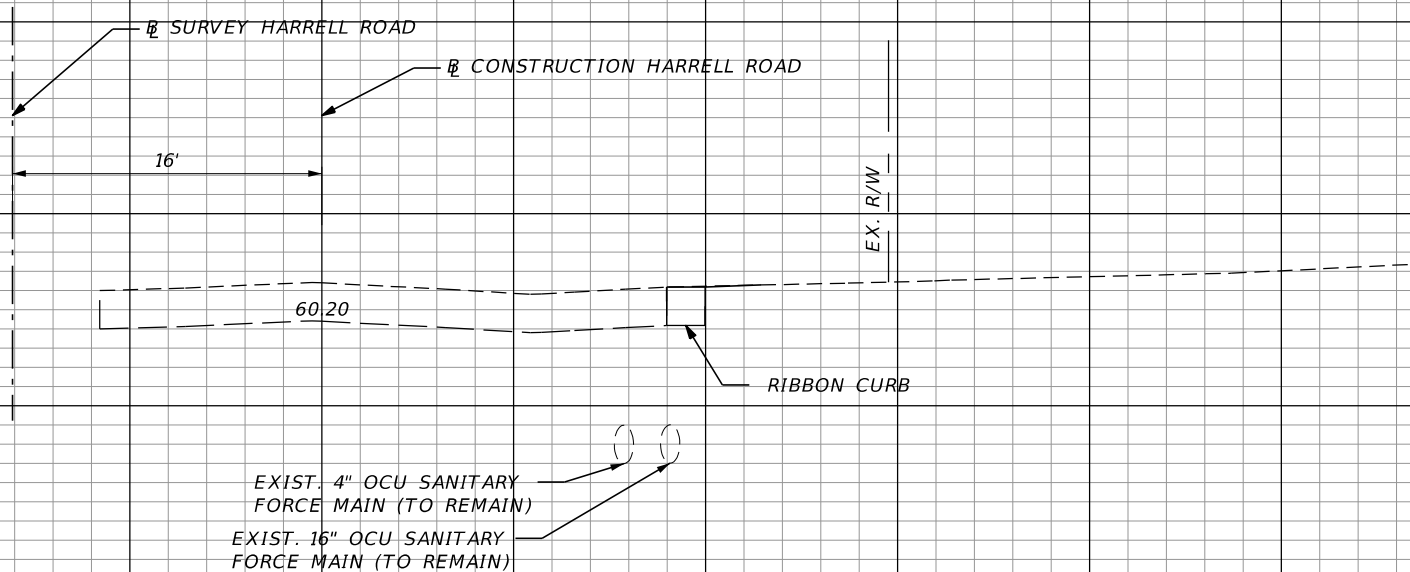 ℄ SURVEY HARRELL ROAD
℄ CONSTRUCTION HARRELL ROAD
16'
EX. R/W
60.20
RIBBON CURB
EXIST. 4" OCU SANITARY
FORCE MAIN (TO REMAIN)
EXIST. 16" OCU SANITARY
FORCE MAIN (TO REMAIN)